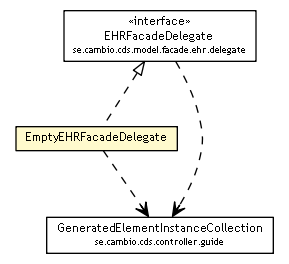 «interface»
EHRFacadeDelegate
se.cambio.cds.model.facade.ehr.delegate
EmptyEHRFacadeDelegate
GeneratedElementInstanceCollection
se.cambio.cds.controller.guide